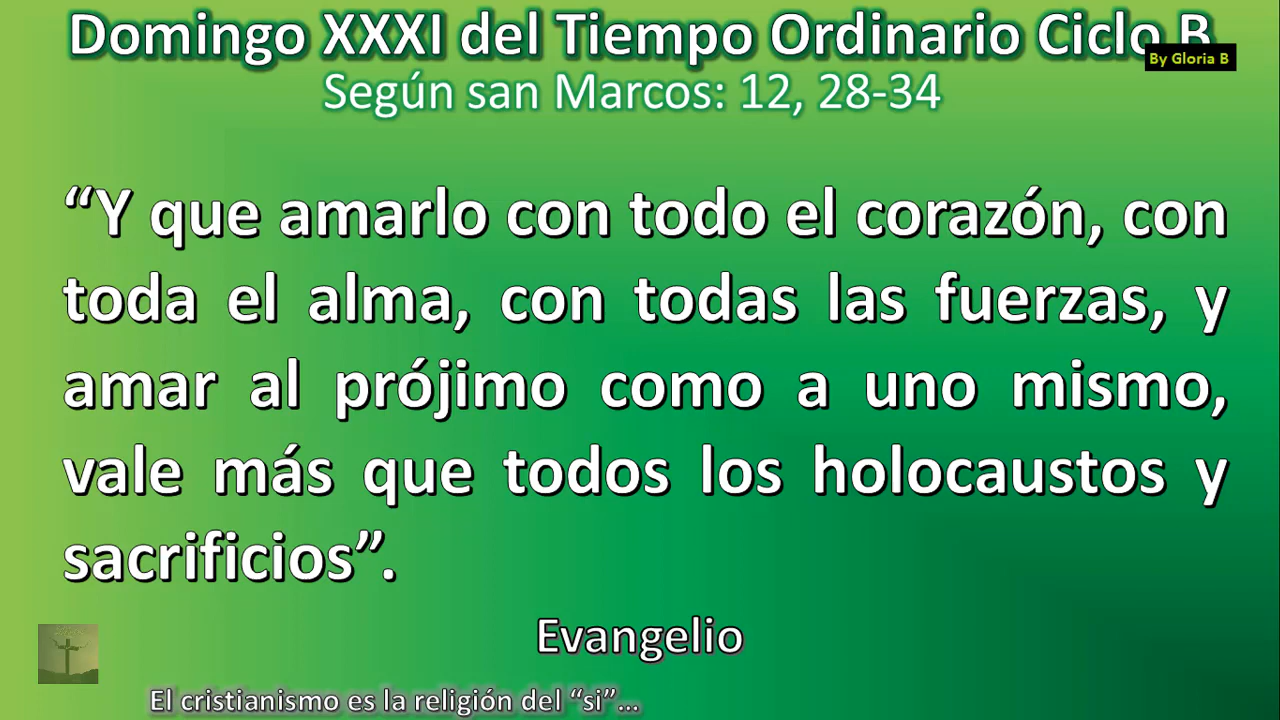 Domingo XXXI del Tiempo Ordinario Ciclo B
By Gloria B
Según san Marcos: 12, 28-34
“Y que amarlo con todo el corazón, con
toda el alma, con todas las fuerzas, y
amar al prójimo como a uno mismo,
vale más que todos los holocaustos y
sacrificios”.
Evangelio
El cristianismo es la religión del “si”...